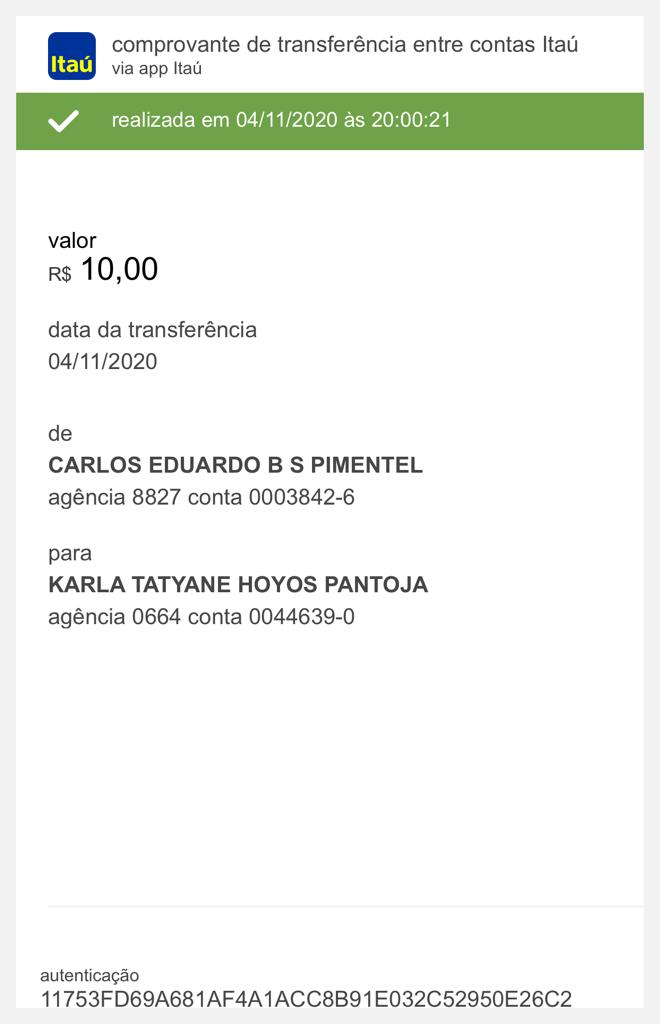 Itaú
comprovante de transferência entre contas Itaú
via app Itaú
realizada em 04/11/2020 às 20:00:21
valor
R$ 10,00
data da transferência
04/11/2020
de
CARLOS EDUARDO B S PIMENTEL
agência 8827 conta 0003842-6
para
KARLA TATYANE HOYOS PANTOJA
agência 0664 conta 0044639-0
autenticação
11753FD69A681AF4A1ACC8B91E032C52950E26C2